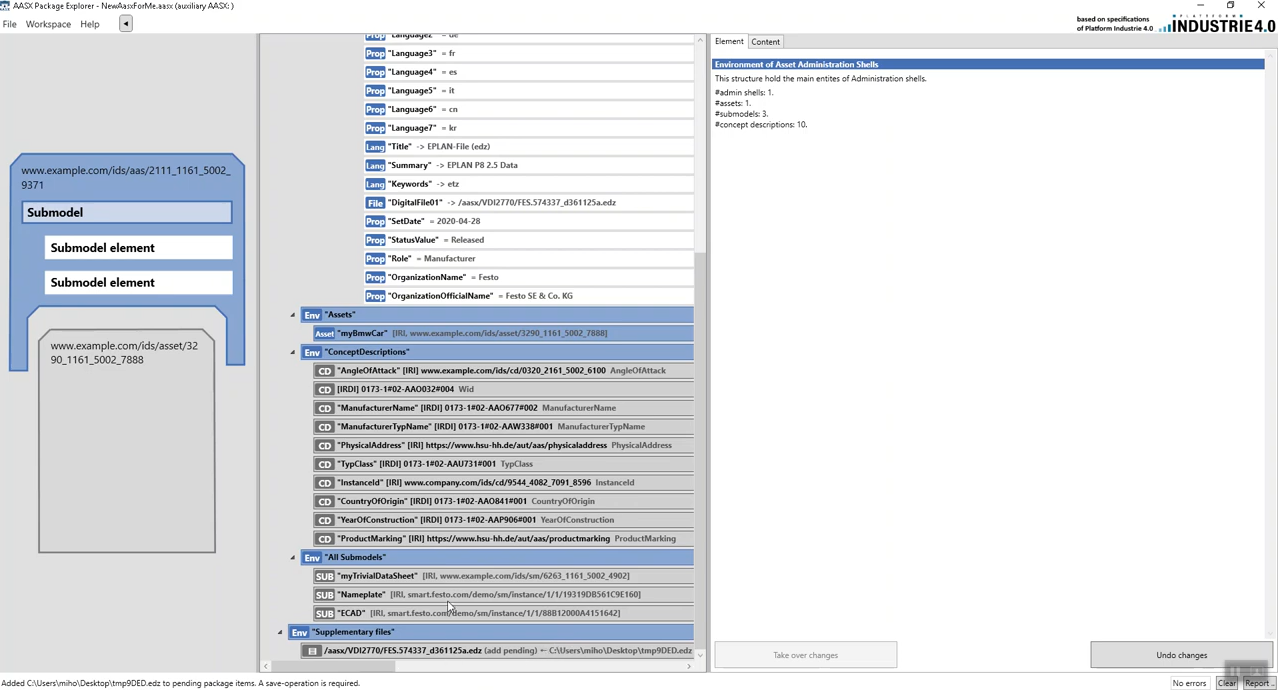 AASX Package Explorer - NewAasxForMe.aasx (auxiliary AASX: )
File Workspace Help
based on specifications
of Platform Industrie 4.0
PLATTFORM
INDUSTRIE4.0
www.example.com/ids/aas/2111_1161_5002_
9371
Submodel
Submodel element
Submodel element
www.example.com/ids/asset/32
90_1161_5002_7888
Prop "Language2" = de
Prop "Language3" = fr
Prop "Language4" = es
Prop "Language5" = it
Prop "Language6" = cn
Prop "Language7" = kr
Lang "Title" -> EPLAN-File (edz)
Lang "Summary" -> EPLAN P8 2.5 Data
Lang "Keywords" -> etz
File "DigitalFile01" -> /aasx/VDI2770/FES.574337_d361125a.edz
Prop "SetDate" = 2020-04-28
Prop "StatusValue" = Released
Prop "Role" = Manufacturer
Prop "OrganizationName" = Festo
Prop "OrganizationOfficialName" = Festo SE & Co. KG
Env "Assets"
Asset "myBmwCar" [IRI, www.example.com/ids/asset/3290_1161_5002_7888]
Env "ConceptDescriptions"
CD "AngleOfAttack" [IRI] www.example.com/ids/cd/0320_2161_5002_6100 AngleOfAttack
CD [IRDI] 0173-1#02-AAO032#004 Wid
CD "ManufacturerName" [IRDI] 0173-1#02-AAO677#002 ManufacturerName
CD "ManufacturerTypName" [IRDI] 0173-1#02-AAW338#001 ManufacturerTypName
CD "PhysicalAddress" [IRI] https://www.hsu-hh.de/aut/aas/physicaladdress PhysicalAddress
CD "TypClass" [IRDI] 0173-1#02-AAU731#001 TypClass
CD "InstanceId" [IRI] www.company.com/ids/cd/9544_4082_7091_8596 InstanceId
CD "CountryOfOrigin" [IRDI] 0173-1#02-AAO841#001 CountryOfOrigin
CD "YearOfConstruction" [IRDI] 0173-1#02-AAP906#001 YearOfConstruction
CD "ProductMarking" [IRI] https://www.hsu-hh.de/aut/aas/productmarking ProductMarking
Env "All Submodels"
SUB "myTrivialDataSheet" [IRI, www.example.com/ids/sm/6263_1161_5002_4902]
SUB "Nameplate" [IRI, smart.festo.com/demo/sm/instance/1/1/19319DB561C9E160]
SUB "ECAD" [IRI, smart.festo.com/demo/sm/instance/1/1/88B12000A4151642]
Env "Supplementary files"
/aasx/VDI2770/FES.574337_d361125a.edz (add pending) ← C:\Users\miho\Desktop\tmp9DED.edz
Element Content
Environment of Asset Administration Shells
This structure hold the main entites of Administration shells.
#admin shells: 1.
#assets: 1.
#submodels: 3.
#concept descriptions: 10.
Take over changes Undo changes
Added C:\Users\miho\Desktop\tmp9DED.edz to pending package items. A save-operation is required.
No errors Clear Report ..